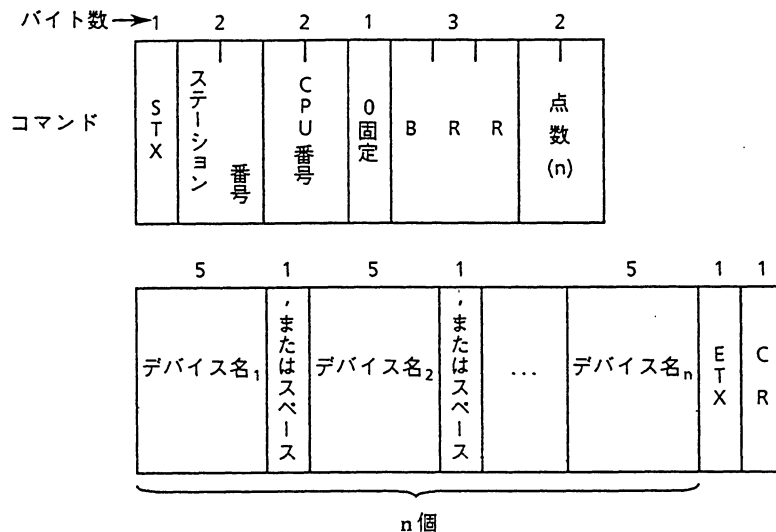 バイト数→ 1 2 2 1 3 2
コマンド
STX
ステーション番号
CPU番号
0固定
B R R
点数(n)
5 1 5 1 5 1 1
デバイス名1
,またはスペース
デバイス名2
,またはスペース
...
デバイス名n
ETX
CR
n個